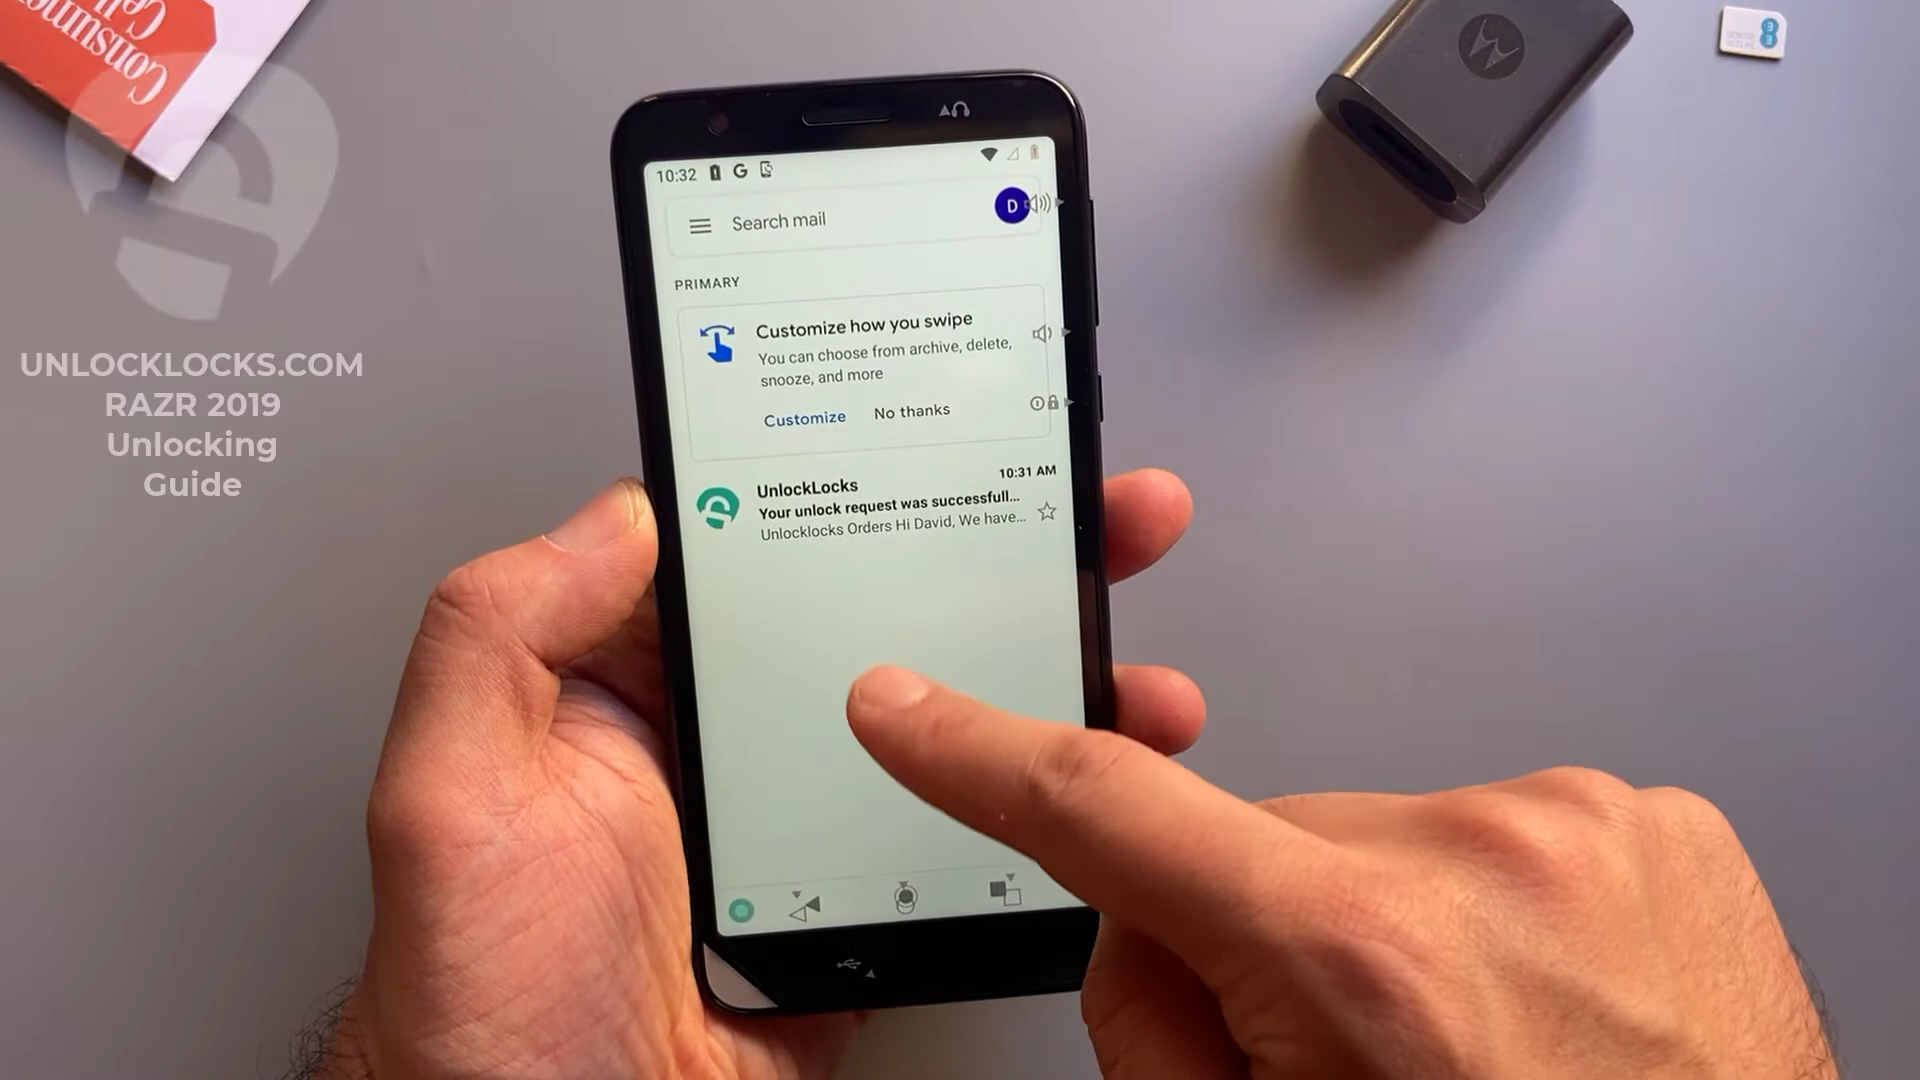 Consumer
Cell
UNLOCKLOCKS.COM
RAZR 2019
Unlocking
Guide
10:32
Search mail
D
PRIMARY
Customize how you swipe
You can choose from archive, delete,
snooze, and more
Customize
No thanks
UnlockLocks
10:31 AM
Your unlock request was successfull...
Unlocklocks Orders Hi David, We have...